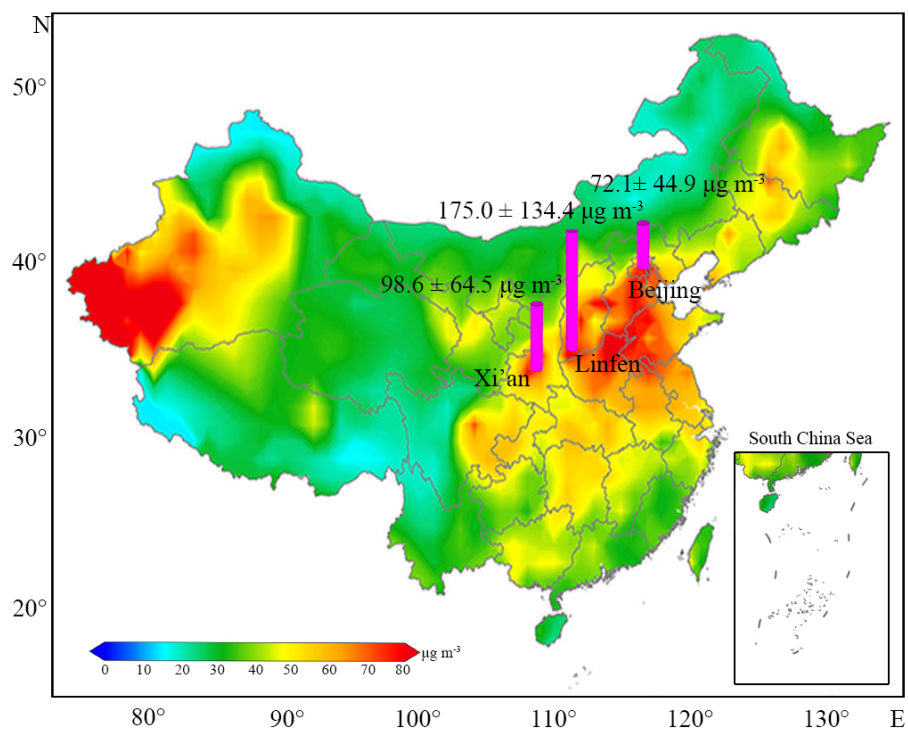 N
50°
72.1± 44.9 μg m-3
175.0 ± 134.4 μg m-3
40°
98.6 ± 64.5 μg m-3
Beijing
Linfen
Xi’an
30°
South China Sea
20°
μg m-3
0 10 20 30 40 50 60 70 80
80° 90° 100° 110° 120° 130° E